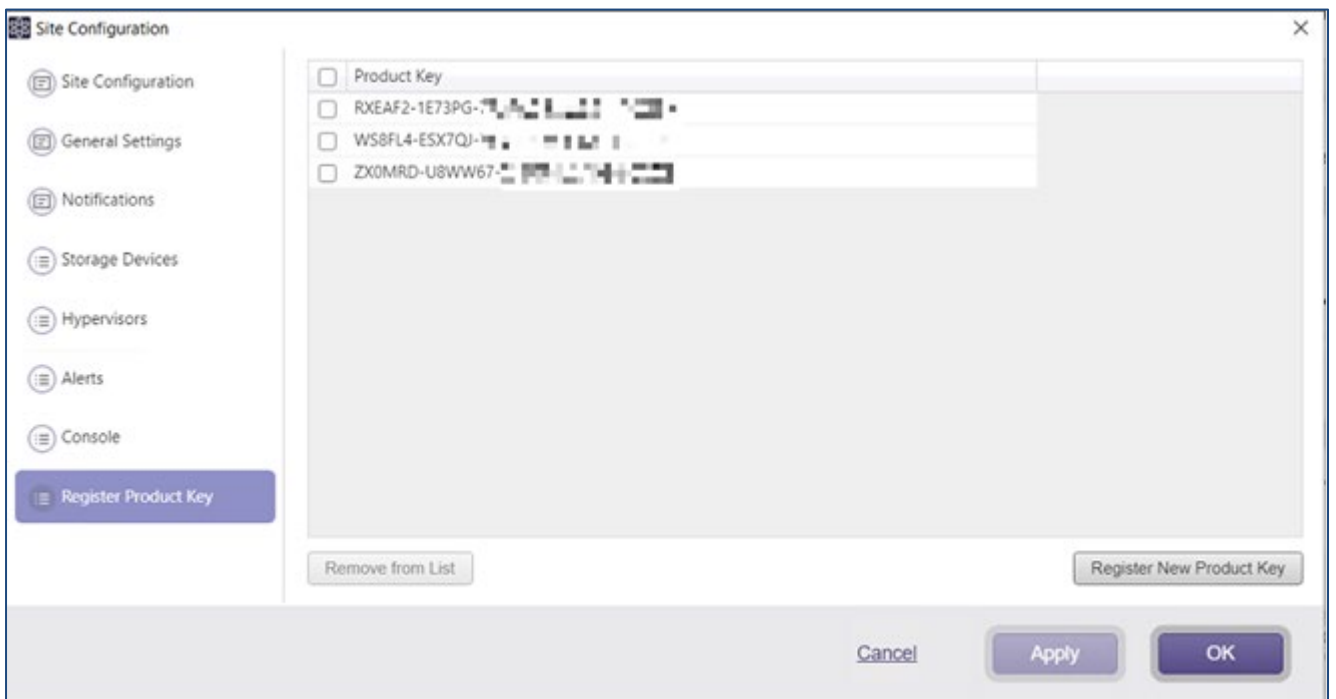 Site Configuration
Site Configuration
General Settings
Notifications
Storage Devices
Hypervisors
Alerts
Console
Register Product Key
Product Key
RXEAF2-1E73PG-
WS8FL4-ESX7QJ-
ZX0MRD-U8WW67-
Remove from List
Register New Product Key
Cancel
Apply
OK